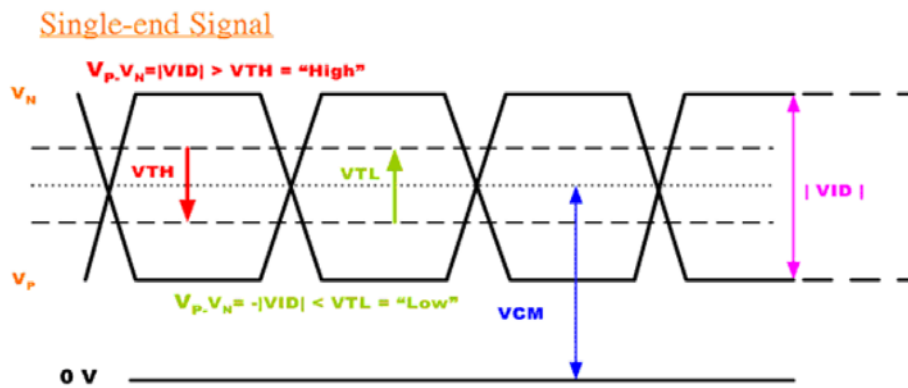 Single-end Signal
VP-VN=|VID| > VTH = “High”
VN
VTH
VTL
| VID |
VP
VP-VN= -|VID| < VTL = “Low”
VCM
0 V